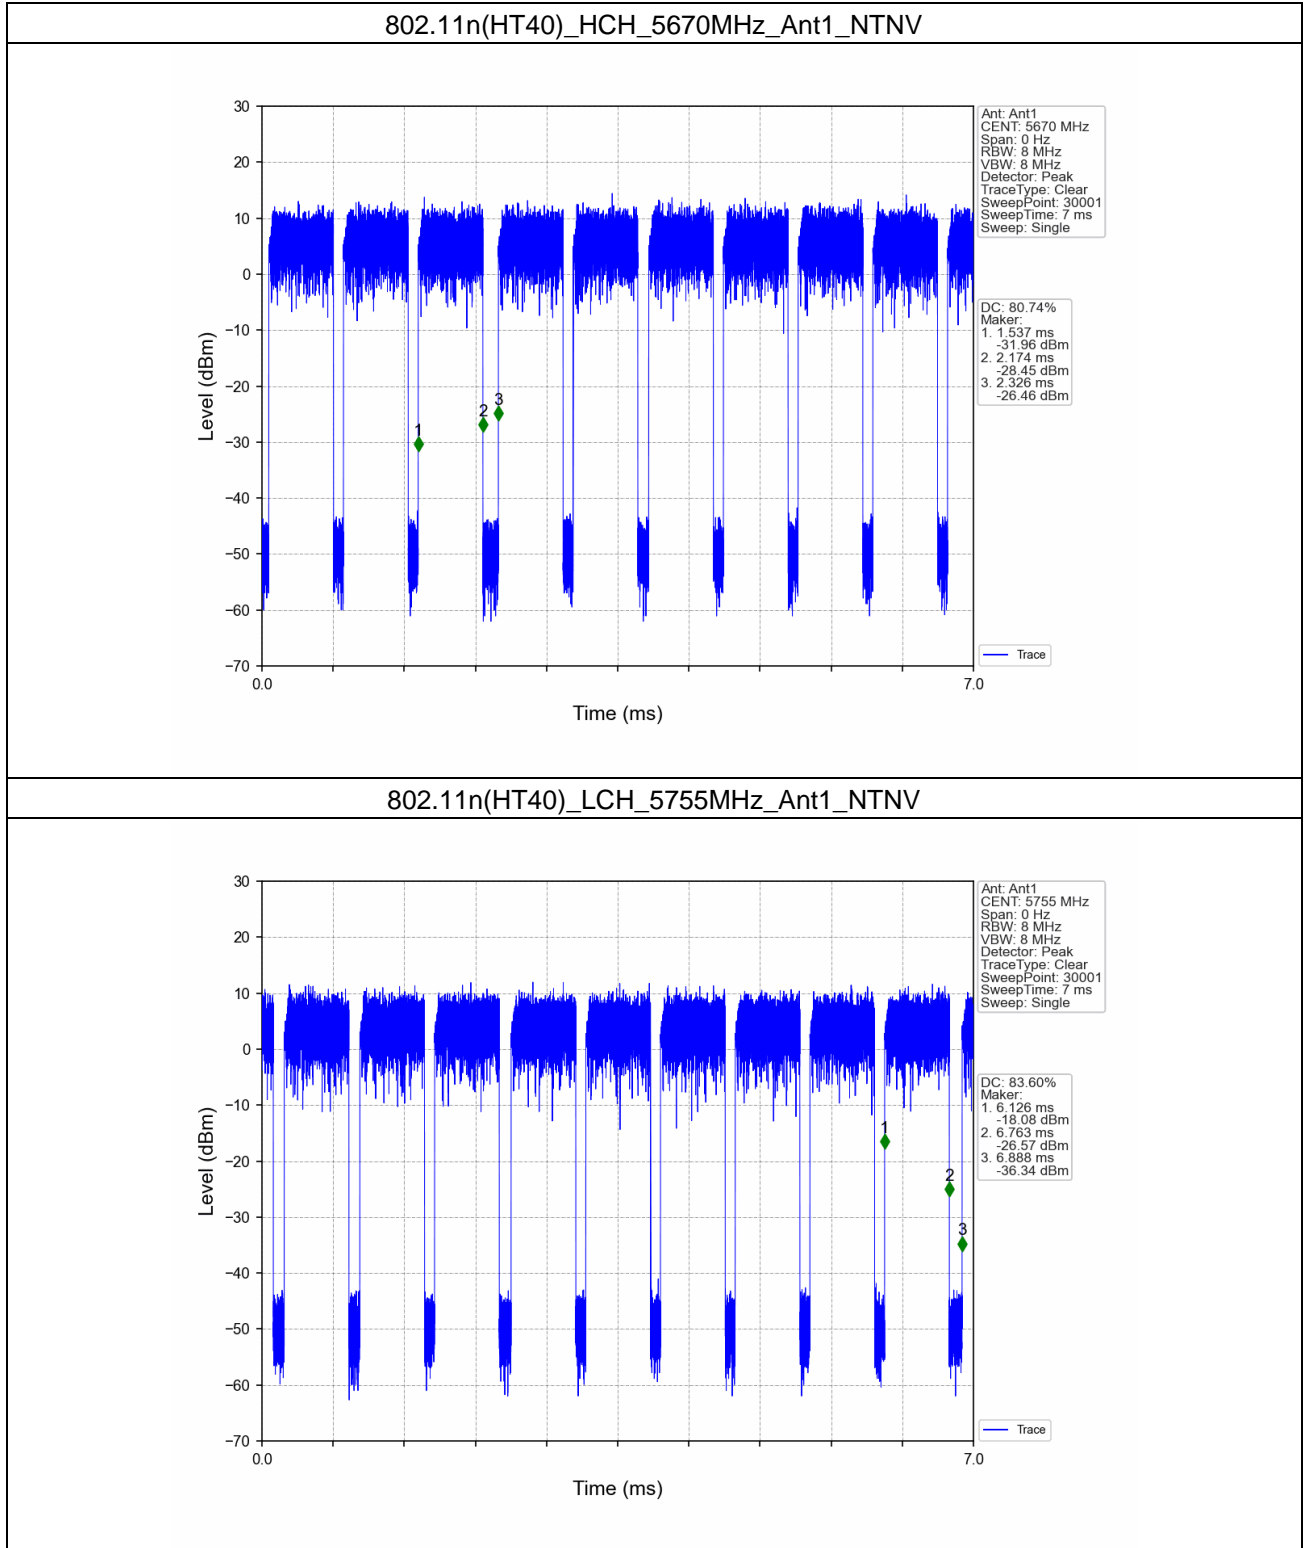 802.11n(HT40)_HCH_5670MHz_Ant1_NTNV
30
20
10
0
−10
−20
−30
−40
−50
−60
−70
Level (dBm)
0.0
7.0
Time (ms)
1
2
3
Ant: Ant1
CENT: 5670 MHz
Span: 0 Hz
RBW: 8 MHz
VBW: 8 MHz
Detector: Peak
TraceType: Clear
SweepPoint: 30001
SweepTime: 7 ms
Sweep: Single
DC: 80.74%
Maker:
1. 1.537 ms
-31.96 dBm
2. 2.174 ms
-28.45 dBm
3. 2.326 ms
-26.46 dBm
Trace
802.11n(HT40)_LCH_5755MHz_Ant1_NTNV
30
20
10
0
−10
−20
−30
−40
−50
−60
−70
Level (dBm)
0.0
7.0
Time (ms)
1
2
3
Ant: Ant1
CENT: 5755 MHz
Span: 0 Hz
RBW: 8 MHz
VBW: 8 MHz
Detector: Peak
TraceType: Clear
SweepPoint: 30001
SweepTime: 7 ms
Sweep: Single
DC: 83.60%
Maker:
1. 6.126 ms
-18.08 dBm
2. 6.763 ms
-26.57 dBm
3. 6.888 ms
-36.34 dBm
Trace